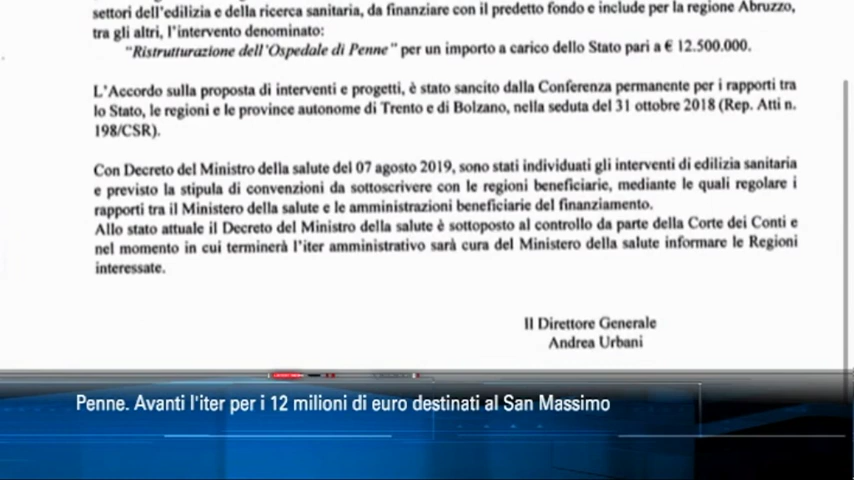 settori dell'edilizia e della ricerca sanitaria, da finanziare con il predetto fondo e include per la regione Abruzzo,
tra gli altri, l'intervento denominato:
"Ristrutturazione dell'Ospedale di Penne" per un importo a carico dello Stato pari a € 12.500.000.
L'Accordo sulla proposta di interventi e progetti, è stato sancito dalla Conferenza permanente per i rapporti tra
lo Stato, le regioni e le province autonome di Trento e di Bolzano, nella seduta del 31 ottobre 2018 (Rep. Atti n.
198/CSR).
Con Decreto del Ministro della salute del 07 agosto 2019, sono stati individuati gli interventi di edilizia sanitaria
e previsto la stipula di convenzioni da sottoscrivere con le regioni beneficiarie, mediante le quali regolare i
rapporti tra il Ministero della salute e le amministrazioni beneficiarie del finanziamento.
Allo stato attuale il Decreto del Ministro della salute è sottoposto al controllo da parte della Corte dei Conti e
nel momento in cui terminerà l'iter amministrativo sarà cura del Ministero della salute informare le Regioni
interessate.
Il Direttore Generale
Andrea Urbani
Penne. Avanti l'iter per i 12 milioni di euro destinati al San Massimo